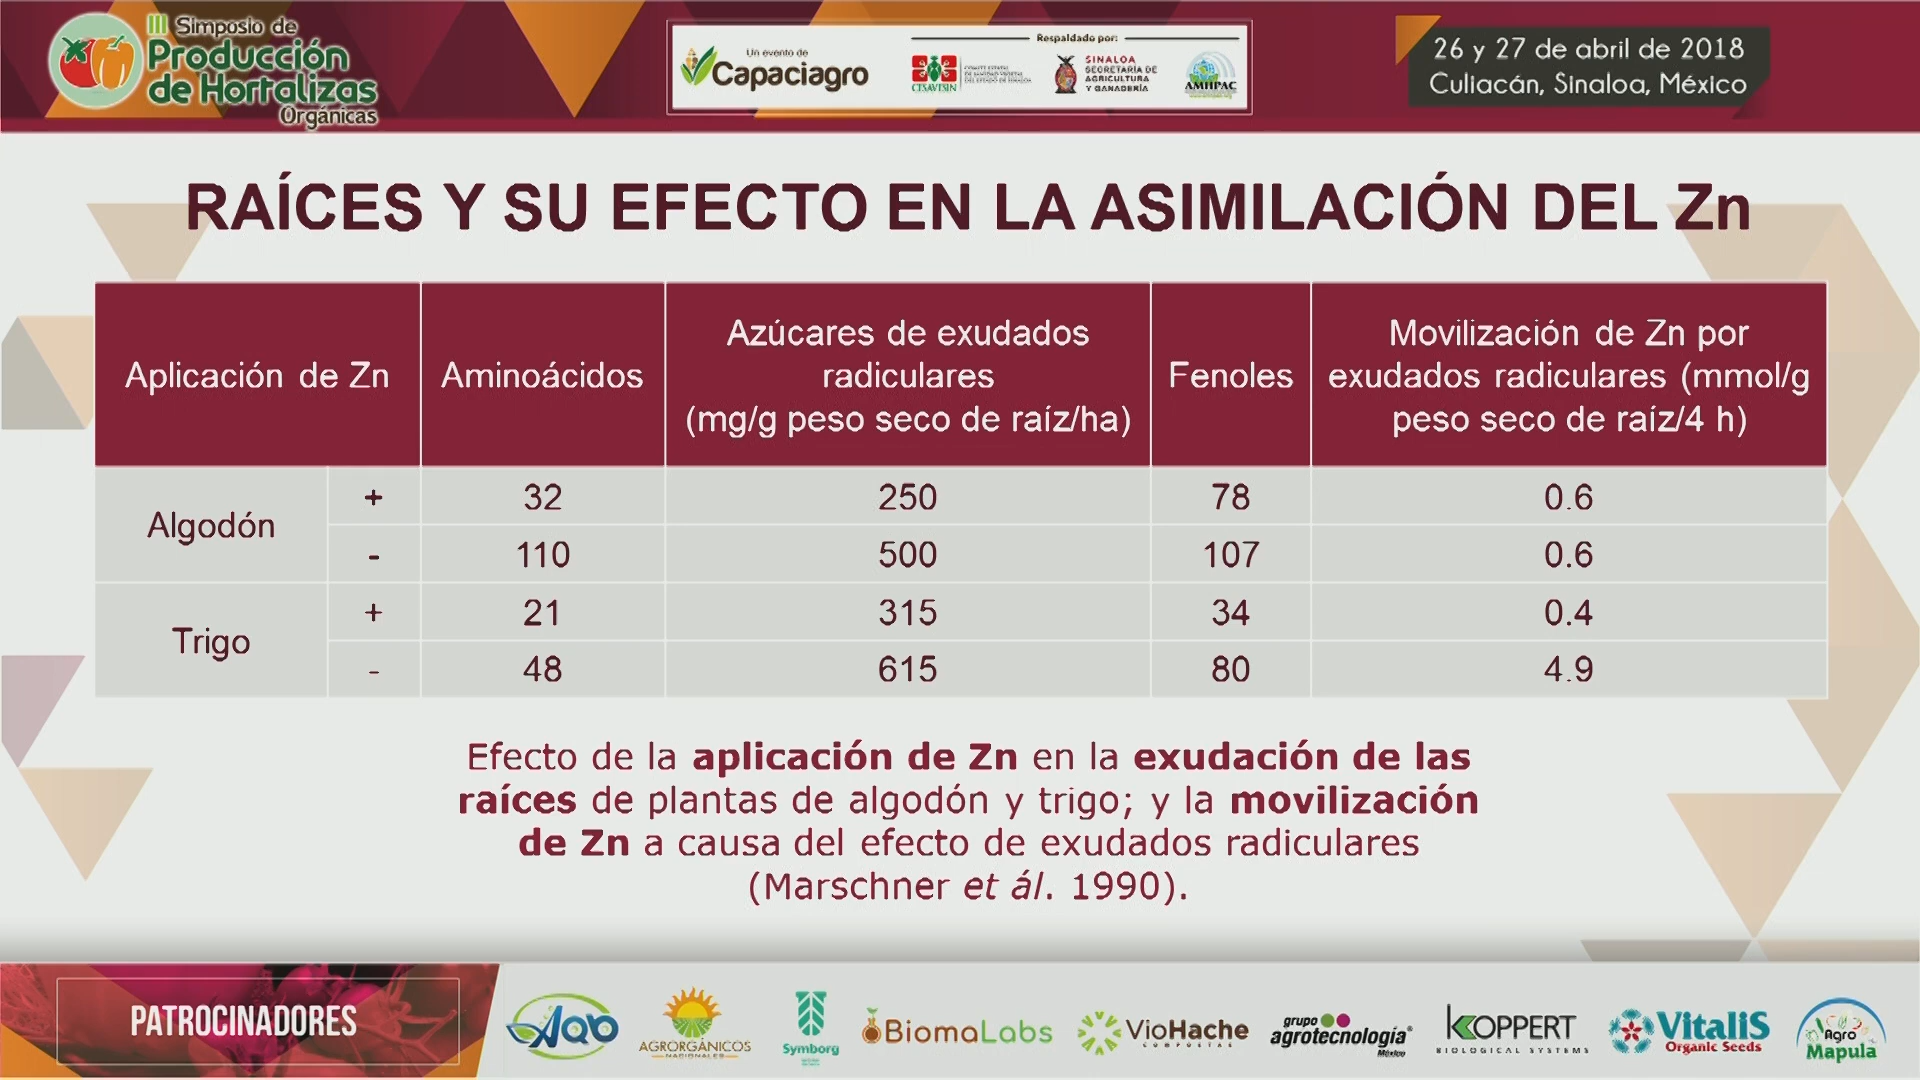 III Simposio de
Producción
de Hortalizas
Orgánicas
Un evento de
Capaciagro
Respaldado por:
CESAVESIN
SINALOA
SECRETARÍA DE
AGRICULTURA
Y GANADERÍA
AMHPAC
26 y 27 de abril de 2018
Culiacán, Sinaloa, México
RAÍCES Y SU EFECTO EN LA ASIMILACIÓN DEL Zn
Aplicación de Zn
Aminoácidos
Azúcares de exudados
radiculares
(mg/g peso seco de raíz/ha)
Fenoles
Movilización de Zn por
exudados radiculares (mmol/g
peso seco de raíz/4 h)
Algodón
+ 32 250 78 0.6
- 110 500 107 0.6
Trigo
+ 21 315 34 0.4
- 48 615 80 4.9
Efecto de la aplicación de Zn en la exudación de las
raíces de plantas de algodón y trigo; y la movilización
de Zn a causa del efecto de exudados radiculares
(Marschner et ál. 1990).
PATROCINADORES
AQB
AGRORGÁNICOS
NACIONALES
Symborg
BiomaLabs
VioHache
COMPOSTAS
grupo
agrotecnología
México
KOPPERT
BIOLOGICAL SYSTEMS
VitaliS
Organic Seeds
Agro
Mapula